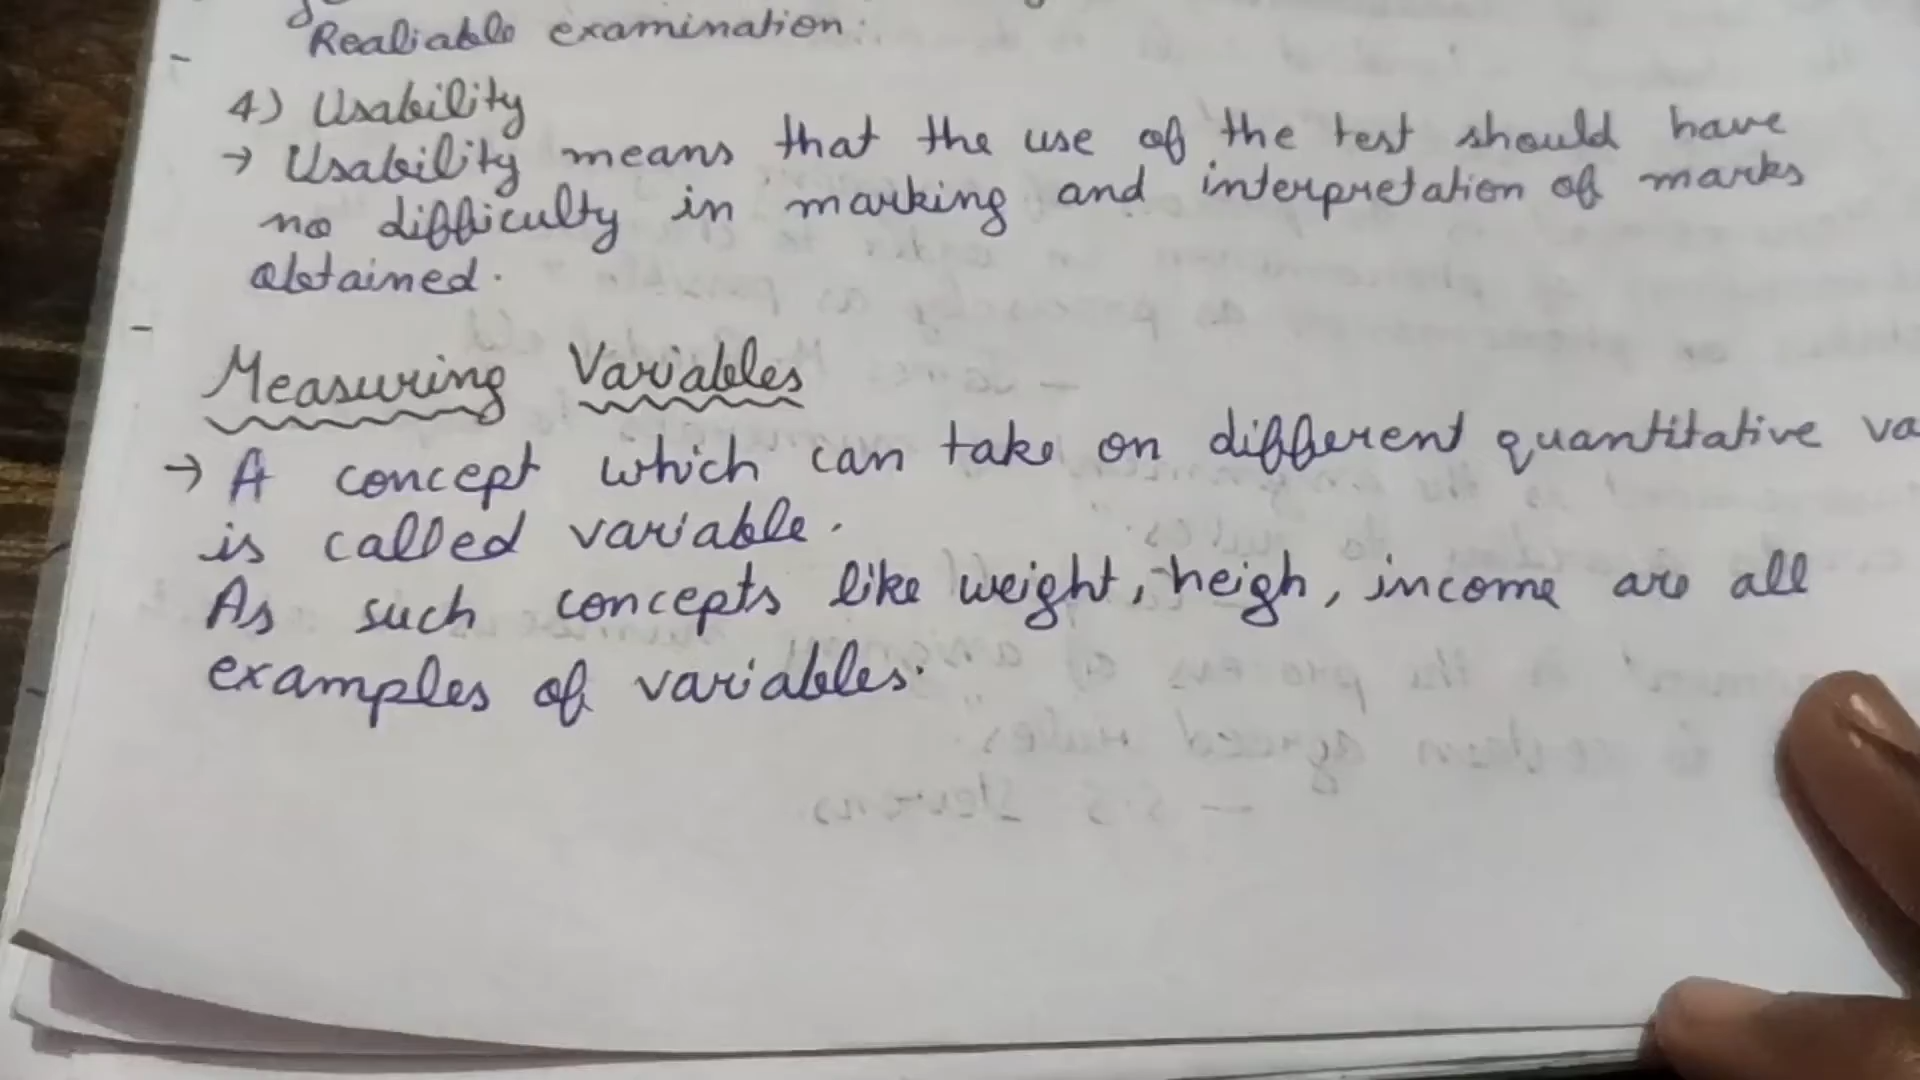 Realiable examination.
4) Usability
→ Usability means that the use of the test should have
no difficulty in marking and interpretation of marks
obtained.
Measuring Variables
→ A concept which can take on different quantitative va
is called variable.
As such concepts like weight, heigh, income are all
examples of variables.